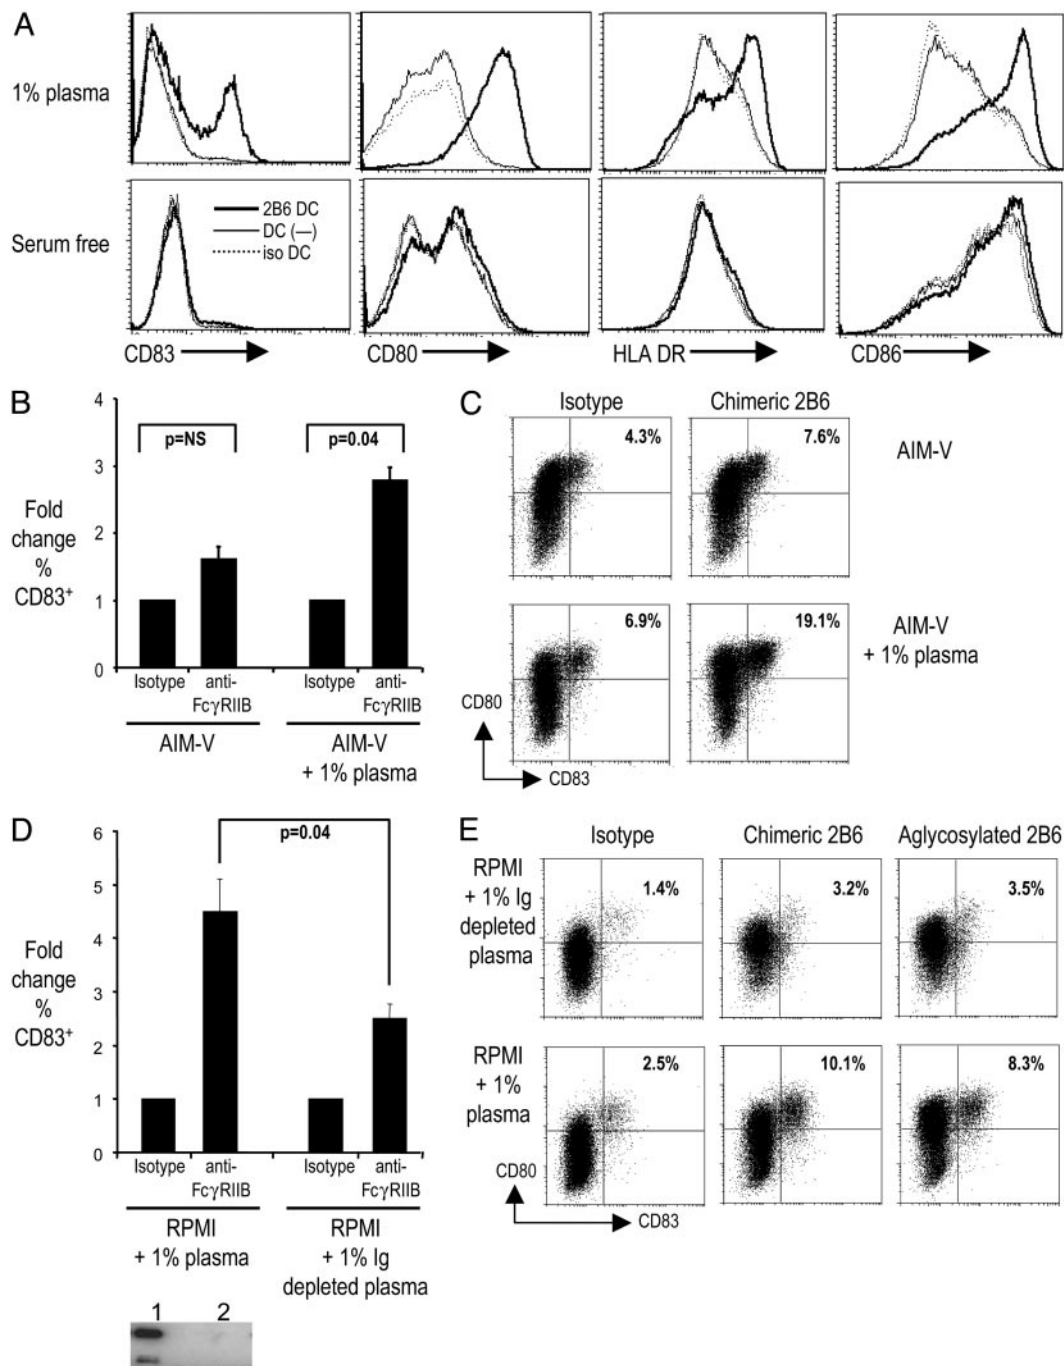 A
1% plasma
Serum free
2B6 DC
DC (—)
iso DC
CD83
CD80
HLA DR
CD86
B
Fold
change
%
CD83+
4
3
2
1
0
p=NS
p=0.04
Isotype
anti-
FcγRIIB
Isotype
anti-
FcγRIIB
AIM-V
AIM-V
+ 1% plasma
C
Isotype
Chimeric 2B6
4.3%
7.6%
AIM-V
6.9%
19.1%
AIM-V
+ 1% plasma
CD80
CD83
D
Fold
change
%
CD83+
6
5
4
3
2
1
0
p=0.04
Isotype
anti-
FcγRIIB
Isotype
anti-
FcγRIIB
RPMI
+ 1% plasma
RPMI
+ 1% Ig
depleted plasma
1 2
E
Isotype
Chimeric 2B6
Aglycosylated 2B6
RPMI
+ 1% Ig
depleted
plasma
1.4%
3.2%
3.5%
RPMI
+ 1%
plasma
2.5%
10.1%
8.3%
CD80
CD83